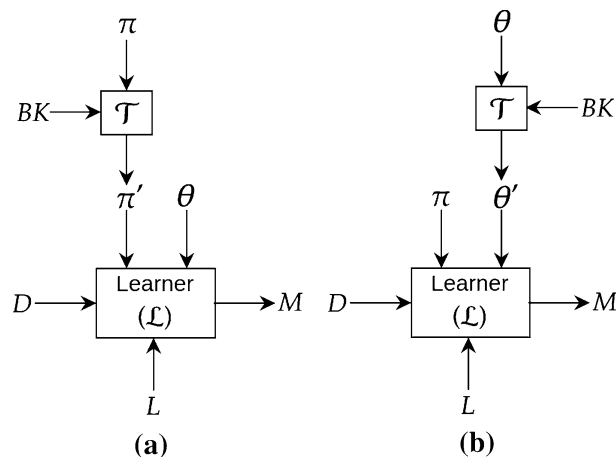 π
BK
𝒯
π′
θ
D
Learner
(ℒ)
M
L
(a)
θ
𝒯
BK
π
θ′
D
Learner
(ℒ)
M
L
(b)